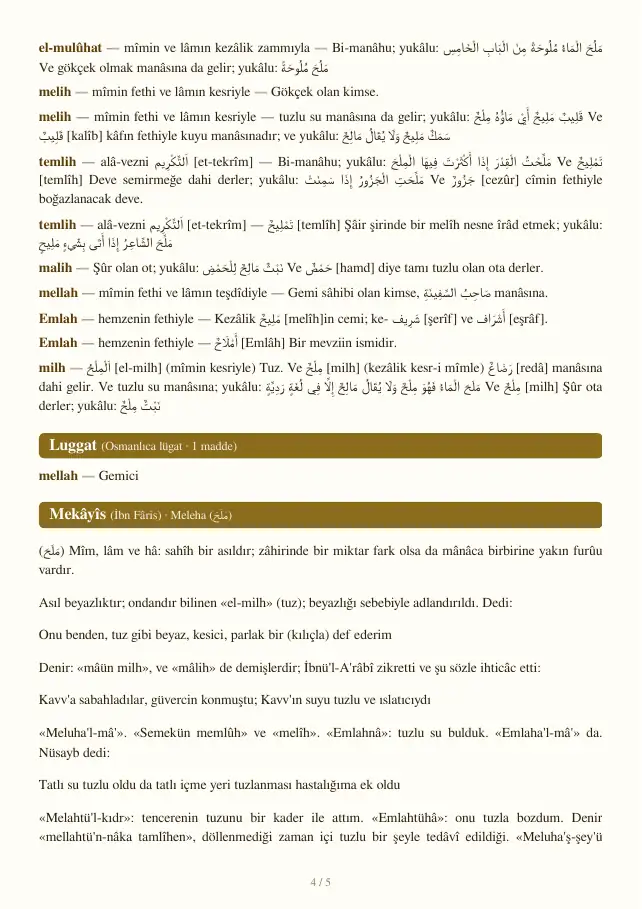 el-mulûhat — mîmin ve lâmın kezâlik zammıyla — Bi-manâhu; yukâlu: مَلُحَ الْمَاءُ مُلُوحَةً مِنَ الْبَابِ الْخَامِسِ
Ve gökçek olmak manâsına da gelir; yukâlu: مَلُحَ مُلُوحَةً
melih — mîmin fethi ve lâmın kesriyle — Gökçek olan kimse.
melih — mîmin fethi ve lâmın kesriyle — tuzlu su manâsına da gelir; yukâlu: قَلِيبٌ مَلِيحٌ أَيْ مَاؤُهُ مِلْحٌ Ve
قَلِيبٌ [kalîb] kâfın fethiyle kuyu manâsınadır; ve yukâlu: سَمَكٌ مَلِيحٌ وَلَا يُقَالُ مَالِحٌ
temlih — alâ-vezni اَلتَّكْرِيمِ [et-tekrîm] — Bi-manâhu; yukâlu: مَلَّحْتُ الْقِدْرَ إِذَا أَكْثَرْتَ فِيهَا الْمِلْحَ Ve تَمْلِيحٌ
[temlîh] Deve semirmeğe dahi derler; yukâlu: مَلَّحَتِ الْجَزُورُ إِذَا سَمِنَتْ Ve جَزُورٌ [cezûr] cîmin fethiyle
boğazlanacak deve.
temlih — alâ-vezni اَلتَّكْرِيمِ [et-tekrîm] — تَمْلِيحٌ [temlîh] Şâir şirinde bir melîh nesne îrâd etmek; yukâlu:
مَلَّحَ الشَّاعِرُ إِذَا أَتَى بِشَيْءٍ مَلِيحٍ
malih — Şûr olan ot; yukâlu: نَبْتٌ مَالِحٌ لِلْحَمْضِ Ve حَمْضٌ [hamd] diye tamı tuzlu olan ota derler.
mellah — mîmin fethi ve lâmın teşdîdiyle — Gemi sâhibi olan kimse, صَاحِبُ السَّفِينَةِ manâsına.
Emlah — hemzenin fethiyle — Kezâlik مَلِيحٌ [melîh]in cemi; ke- شَرِيف [şerîf] ve أَشْرَاف [eşrâf].
Emlah — hemzenin fethiyle — أَمْلَاحٌ [Emlâh] Bir mevziin ismidir.
milh — اَلْمِلْحُ [el-milh] (mîmin kesriyle) Tuz. Ve مِلْحٌ [milh] (kezâlik kesr-i mîmle) رَضَاعٌ [redâ] manâsına
dahi gelir. Ve tuzlu su manâsına; yukâlu: مَلَحَ الْمَاءُ فَهُوَ مِلْحٌ وَلَا يُقَالُ مَالِحٌ إِلَّا فِي لُغَةٍ رَدِيَّةٍ Ve مِلْحٌ [milh] Şûr ota
derler; yukâlu: نَبْتٌ مِلْحٌ
Luggat (Osmanlıca lügat · 1 madde)
mellah — Gemici
Mekâyîs (İbn Fâris) · Meleha (مَلَحَ)
(مَلَحَ) Mîm, lâm ve hâ: sahîh bir asıldır; zâhirinde bir miktar fark olsa da mânâca birbirine yakın furûu
vardır.
Asıl beyazlıktır; ondandır bilinen «el-milh» (tuz); beyazlığı sebebiyle adlandırıldı. Dedi:
Onu benden, tuz gibi beyaz, kesici, parlak bir (kılıçla) def ederim
Denir: «mâün milh», ve «mâlih» de demişlerdir; İbnü'l-A'râbî zikretti ve şu sözle ihticâc etti:
Kavv'a sabahladılar, güvercin konmuştu; Kavv'ın suyu tuzlu ve ıslatıcıydı
«Meluha'l-mâ'». «Semekün memlûh» ve «melîh». «Emlahnâ»: tuzlu su bulduk. «Emlaha'l-mâ'» da.
Nüsayb dedi:
Tatlı su tuzlu oldu da tatlı içme yeri tuzlanması hastalığıma ek oldu
«Melahtü'l-kıdr»: tencerenin tuzunu bir kader ile attım. «Emlahtühâ»: onu tuzla bozdum. Denir
«mellahtü'n-nâka tamlîhen», döllenmediği zaman içi tuzlu bir şeyle tedâvî edildiği. «Meluha'ş-şey'ü
4 / 5